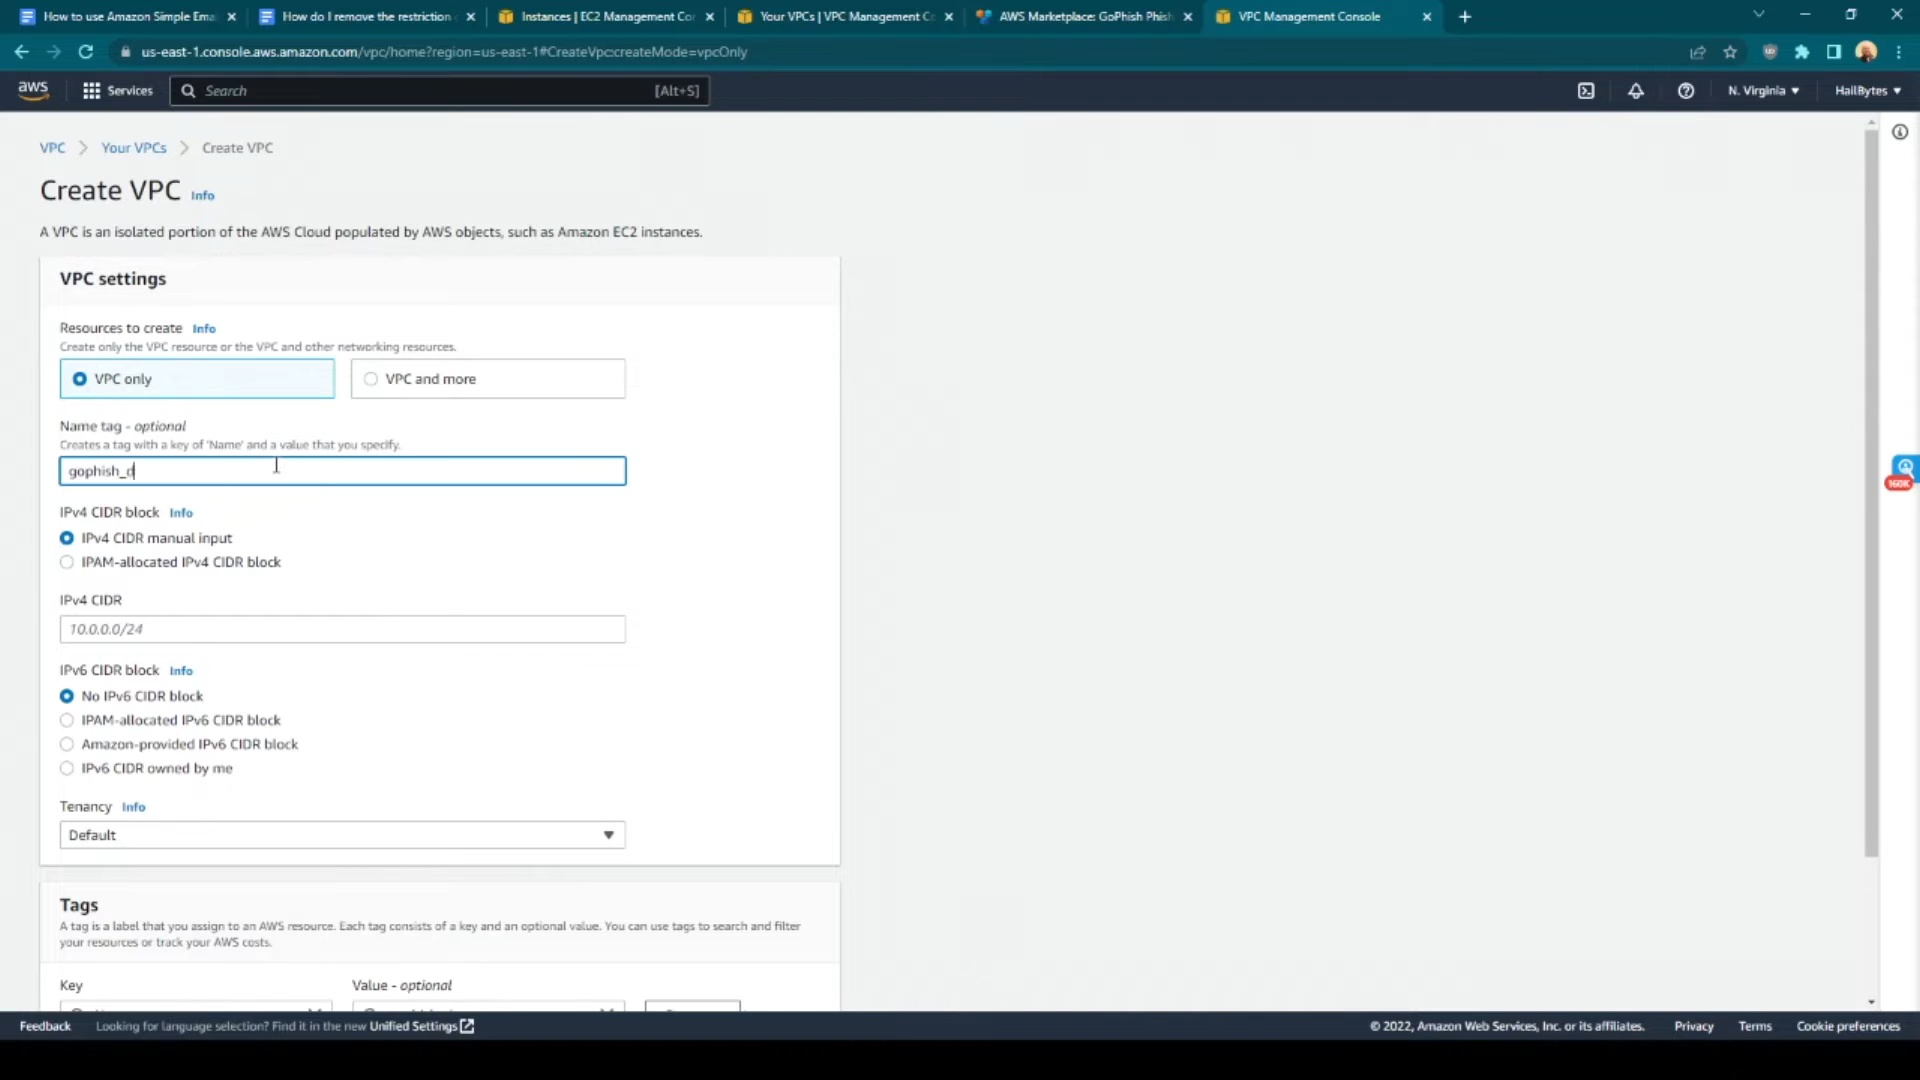 How to use Amazon Simple Ema
How do I remove the restriction
Instances | EC2 Management Cor
Your VPCs | VPC Management C
AWS Marketplace: GoPhish Phish
VPC Management Console
us-east-1.console.aws.amazon.com/vpc/home?region=us-east-1#CreateVpc:createMode=vpcOnly
aws
Services
Search
[Alt+S]
N. Virginia
HailBytes
VPC
Your VPCs
Create VPC
Create VPC Info
A VPC is an isolated portion of the AWS Cloud populated by AWS objects, such as Amazon EC2 instances.
VPC settings
Resources to create Info
Create only the VPC resource or the VPC and other networking resources.
VPC only
VPC and more
Name tag - optional
Creates a tag with a key of 'Name' and a value that you specify.
gophish_d
IPv4 CIDR block Info
IPv4 CIDR manual input
IPAM-allocated IPv4 CIDR block
IPv4 CIDR
10.0.0.0/24
IPv6 CIDR block Info
No IPv6 CIDR block
IPAM-allocated IPv6 CIDR block
Amazon-provided IPv6 CIDR block
IPv6 CIDR owned by me
Tenancy Info
Default
160K
Tags
A tag is a label that you assign to an AWS resource. Each tag consists of a key and an optional value. You can use tags to search and filter
your resources or track your AWS costs.
Key
Value - optional
Feedback
Looking for language selection? Find it in the new Unified Settings
© 2022, Amazon Web Services, Inc. or its affiliates.
Privacy
Terms
Cookie preferences